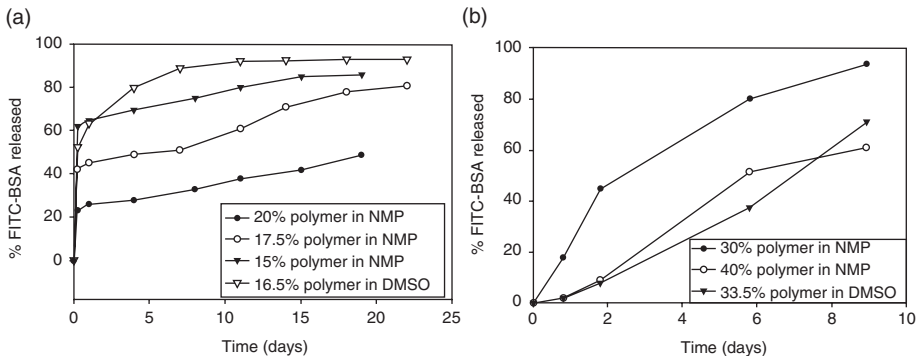 (a)
% FITC-BSA released
100
80
60
40
20
0
0 5 10 15 20 25
Time (days)
20% polymer in NMP
17.5% polymer in NMP
15% polymer in NMP
16.5% polymer in DMSO
(b)
% FITC-BSA released
100
80
60
40
20
0
0 2 4 6 8 10
Time (days)
30% polymer in NMP
40% polymer in NMP
33.5% polymer in DMSO